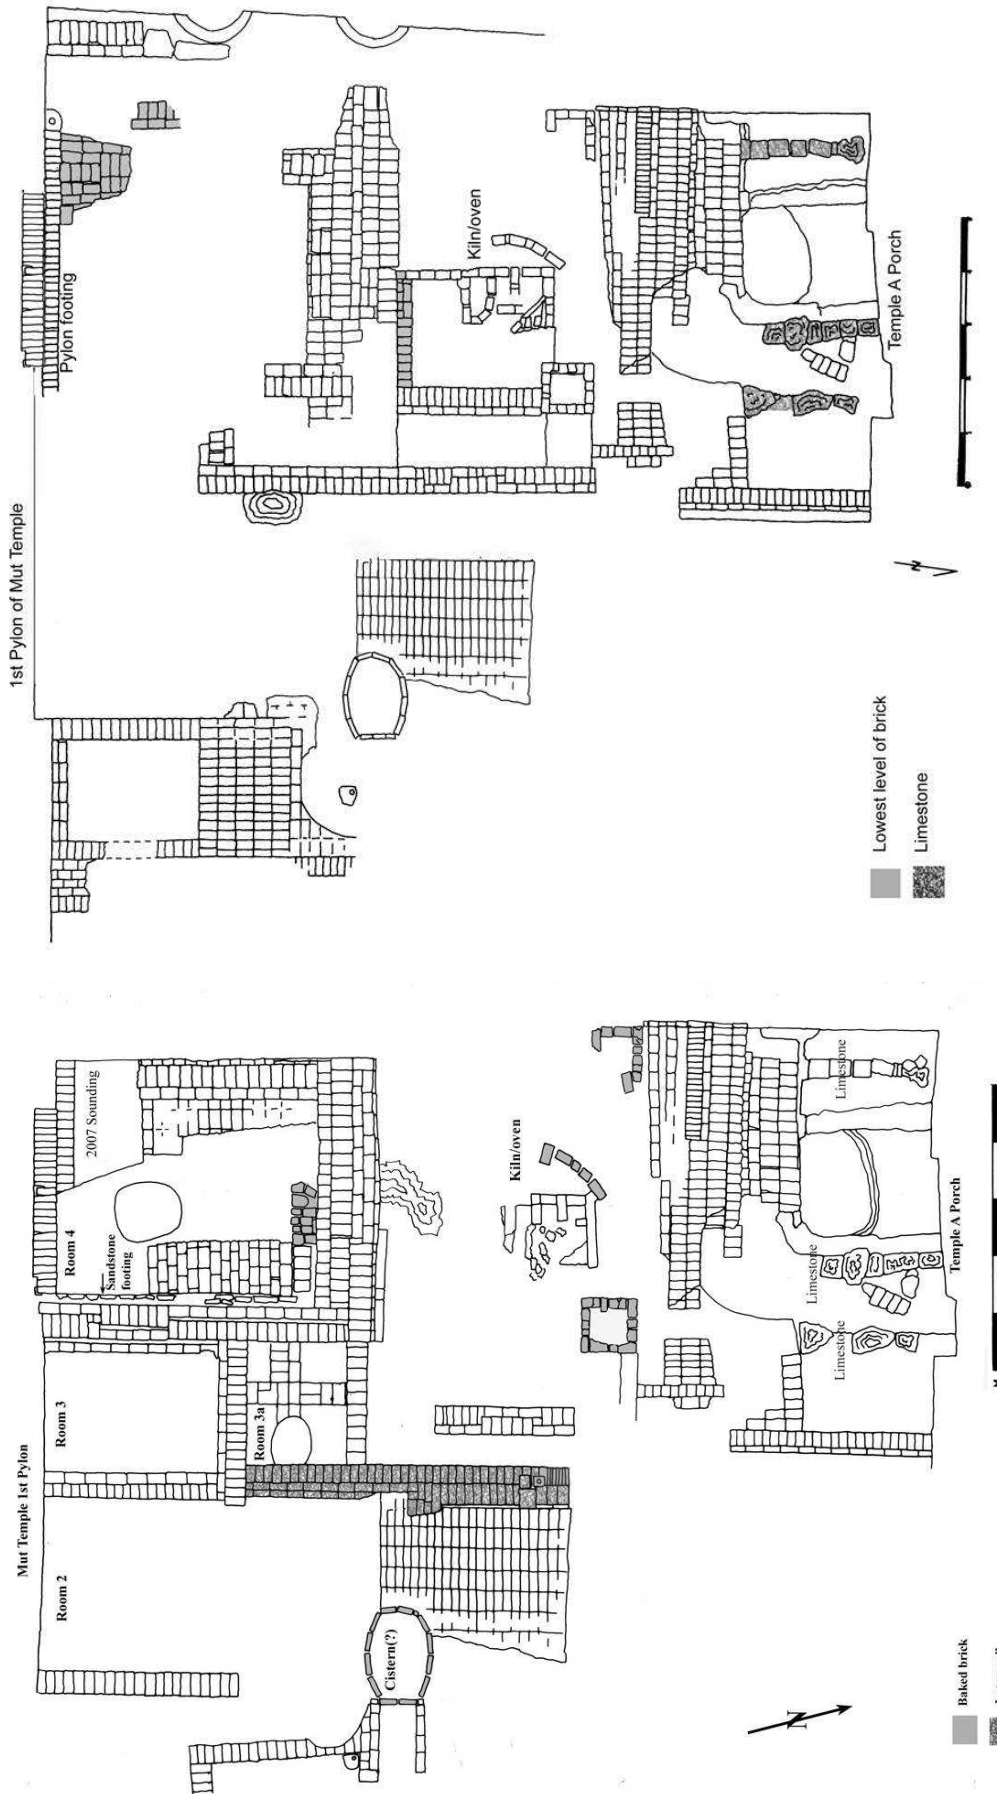 1st Pylon of Mut Temple
Pylon footing
Kiln/oven
Temple A Porch
N
Lowest level of brick
Limestone
Mut Temple 1st Pylon
Room 4
2007 Sounding
Sandstone
footing
Room 3
Room 3a
Room 2
Cistern(?)
Kiln/oven
Limestone
Limestone
Limestone
Temple A Porch
N
Baked brick